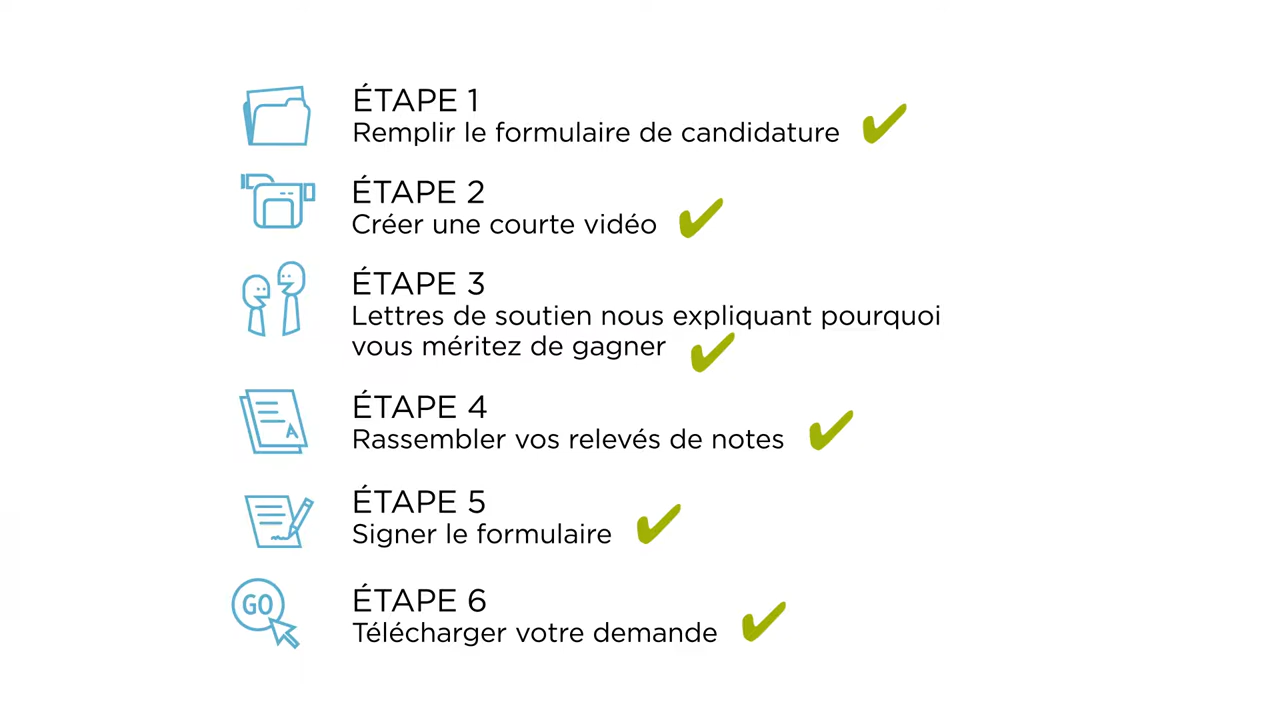 ÉTAPE 1
Remplir le formulaire de candidature
ÉTAPE 2
Créer une courte vidéo
ÉTAPE 3
Lettres de soutien nous expliquant pourquoi
vous méritez de gagner
A
ÉTAPE 4
Rassembler vos relevés de notes
ÉTAPE 5
Signer le formulaire
GO
ÉTAPE 6
Télécharger votre demande